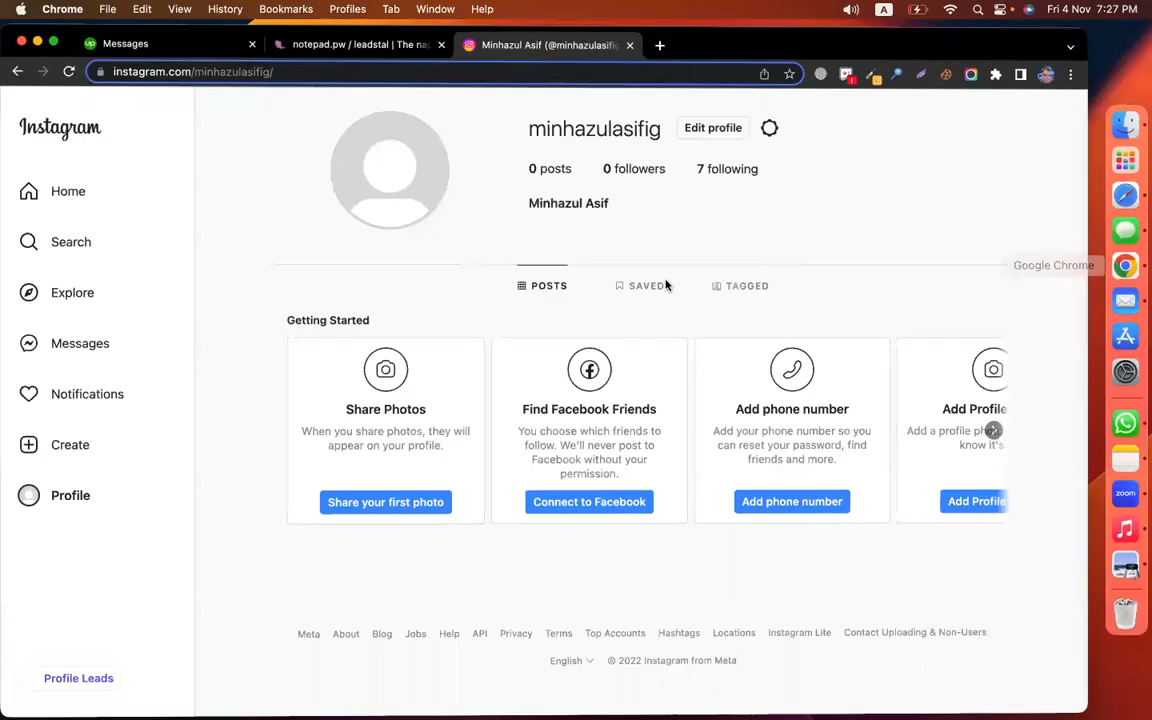 Chrome File Edit View History Bookmarks Profiles Tab Window Help A Fri 4 Nov 7:27 PM
up Messages
notepad.pw / leadstal | The
Minhazul Asif (@minhazulasifig
instagram.com/minhazulasifig/
Instagram
Home
Search
Explore
Messages
Notifications
Create
Profile
Profile Leads
minhazulasifig Edit profile
0 posts 0 followers 7 following
Minhazul Asif
Google Chrome
POSTS SAVED TAGGED
Getting Started
Share Photos
When you share photos, they will
appear on your profile.
Share your first photo
Find Facebook Friends
You choose which friends to
follow. We'll never post to
Facebook without your
permission.
Connect to Facebook
Add phone number
Add your phone number so you
can reset your password, find
friends and more.
Add phone number
Add Profile
Add a profile
know it's
Add Profile
Meta About Blog Jobs Help API Privacy Terms Top Accounts Hashtags Locations Instagram Lite Contact Uploading & Non-Users
English © 2022 Instagram from Meta
zoom